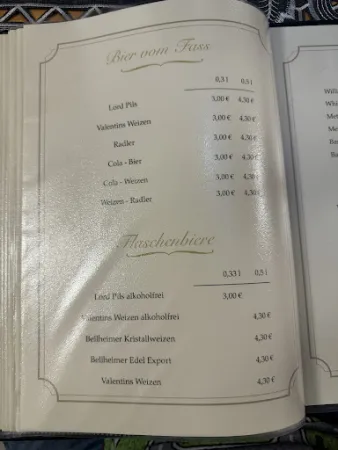 Bier vom Fass
0,3 l 0,5 l
Lord Pils 3,00 € 4,30 €
Valentins Weizen 3,00 € 4,30 €
Radler 3,00 € 4,30 €
Cola - Bier 3,00 € 4,30 €
Cola - Weizen 3,00 € 4,30 €
Weizen - Radler 3,00 € 4,30 €
Flaschenbiere
0,33 l 0,5 l
Lord Pils alkoholfrei 3,00 €
Valentins Weizen alkoholfrei 4,30 €
Bellheimer Kristallweizen 4,30 €
Bellheimer Edel Export 4,30 €
Valentins Weizen 4,30 €